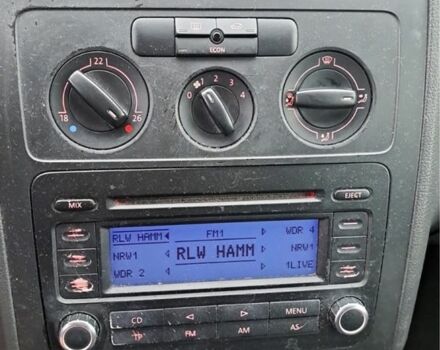 ECON
22
18 26
0 1 2 3 4
MIX EJECT
RLW HAMM FM1 WDR 4
NRW1 RLW HAMM NRW1
WDR 2 1LIVE
CD MENU
TP FM AM AS